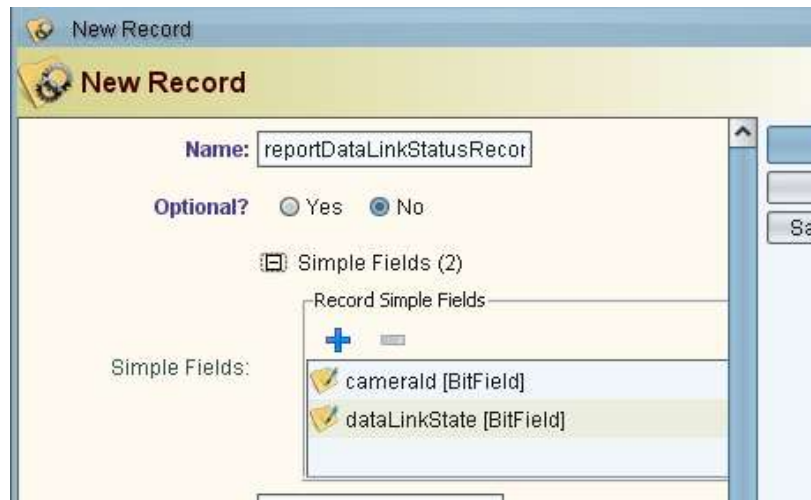 New Record
New Record
Name: reportDataLinkStatusRecor
Optional? Yes No
Sa
Simple Fields (2)
Record Simple Fields
Simple Fields:
cameraId [BitField]
dataLinkState [BitField]